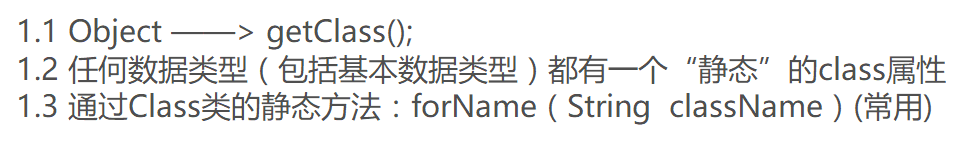 1.1 Object ——> getClass();
1.2 任何数据类型（包括基本数据类型）都有一个“静态”的class属性
1.3 通过Class类的静态方法：forName（String  className）(常用)